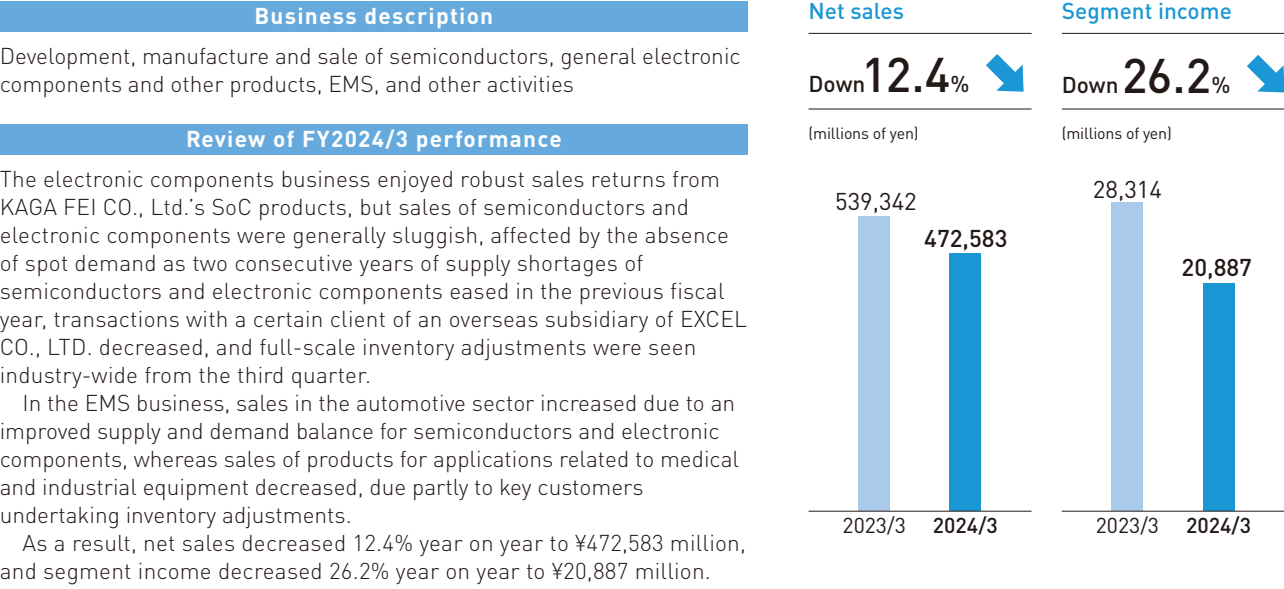 Business description
Development, manufacture and sale of semiconductors, general electronic
components and other products, EMS, and other activities
Review of FY2024/3 performance
The electronic components business enjoyed robust sales returns from
KAGA FEI CO., Ltd.’s SoC products, but sales of semiconductors and
electronic components were generally sluggish, affected by the absence
of spot demand as two consecutive years of supply shortages of
semiconductors and electronic components eased in the previous fiscal
year, transactions with a certain client of an overseas subsidiary of EXCEL
CO., LTD. decreased, and full-scale inventory adjustments were seen
industry-wide from the third quarter.
In the EMS business, sales in the automotive sector increased due to an
improved supply and demand balance for semiconductors and electronic
components, whereas sales of products for applications related to medical
and industrial equipment decreased, due partly to key customers
undertaking inventory adjustments.
As a result, net sales decreased 12.4% year on year to ¥472,583 million,
and segment income decreased 26.2% year on year to ¥20,887 million.
Net sales
Down 12.4%
(millions of yen)
539,342
472,583
2023/3 2024/3
Segment income
Down 26.2%
(millions of yen)
28,314
20,887
2023/3 2024/3